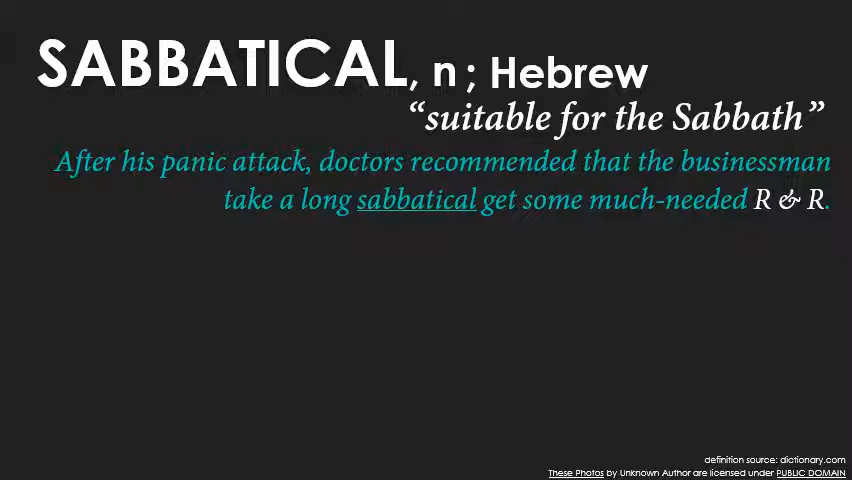 SABBATICAL, n ; Hebrew
“suitable for the Sabbath”
After his panic attack, doctors recommended that the businessman
take a long sabbatical get some much-needed R & R.
definition source: dictionary.com
These Photos by Unknown Author are licensed under PUBLIC DOMAIN